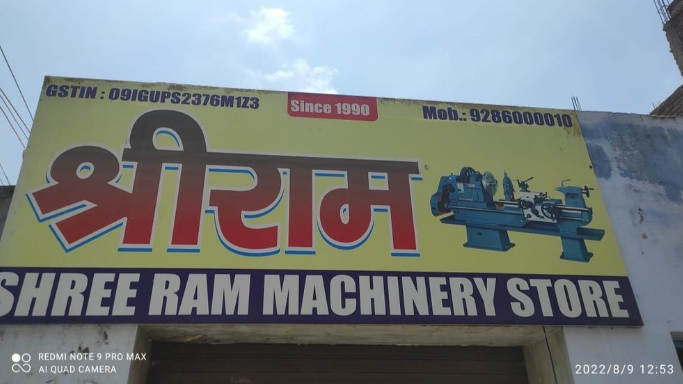 GSTIN : 09IGUPS2376M1Z3
Since 1990
Mob.: 9286000010
श्रीराम
SHREE RAM MACHINERY STORE
REDMI NOTE 9 PRO MAX
AI QUAD CAMERA
2022/8/9 12:53